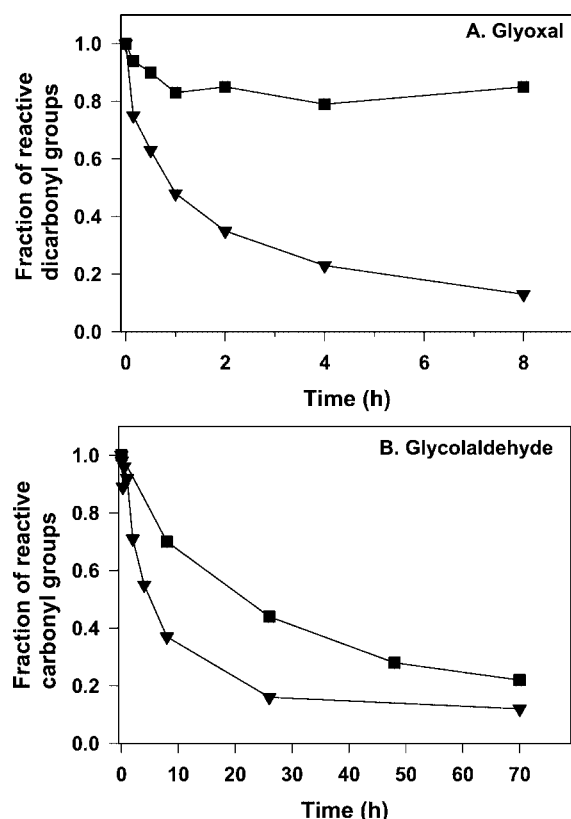 A. Glyoxal
Fraction of reactive
dicarbonyl groups
1.0
0.8
0.6
0.4
0.2
0.0
0 2 4 6 8
Time (h)
B. Glycolaldehyde
Fraction of reactive
carbonyl groups
1.0
0.8
0.6
0.4
0.2
0.0
0 10 20 30 40 50 60 70
Time (h)